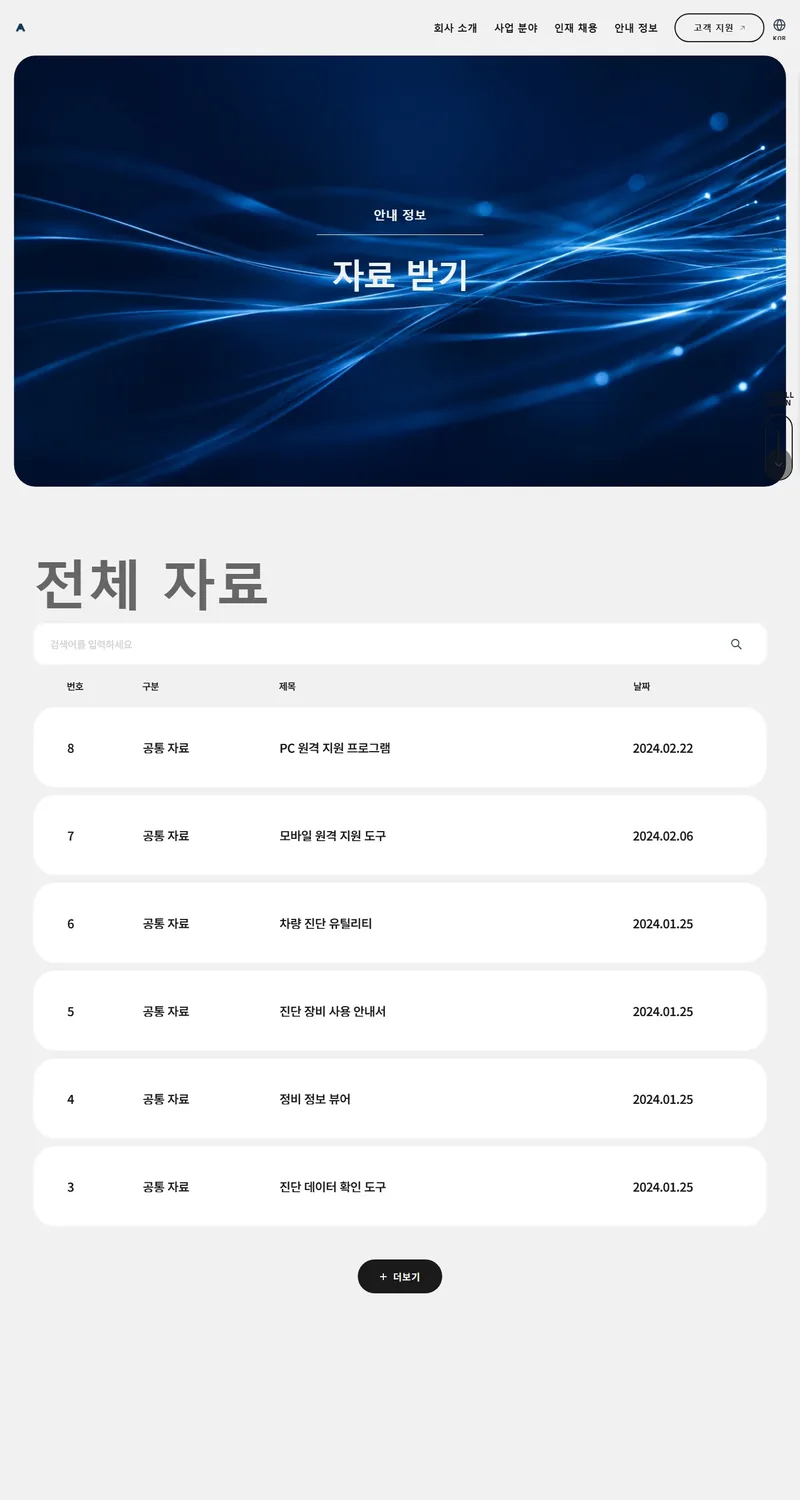 A
회사 소개 사업 분야 인재 채용 안내 정보 고객 지원
KOR
안내 정보
자료 받기
전체 자료
검색어를 입력하세요
번호 구분 제목 날짜
8 공통 자료 PC 원격 지원 프로그램 2024.02.22
7 공통 자료 모바일 원격 지원 도구 2024.02.06
6 공통 자료 차량 진단 유틸리티 2024.01.25
5 공통 자료 진단 장비 사용 안내서 2024.01.25
4 공통 자료 정비 정보 뷰어 2024.01.25
3 공통 자료 진단 데이터 확인 도구 2024.01.25
+ 더보기